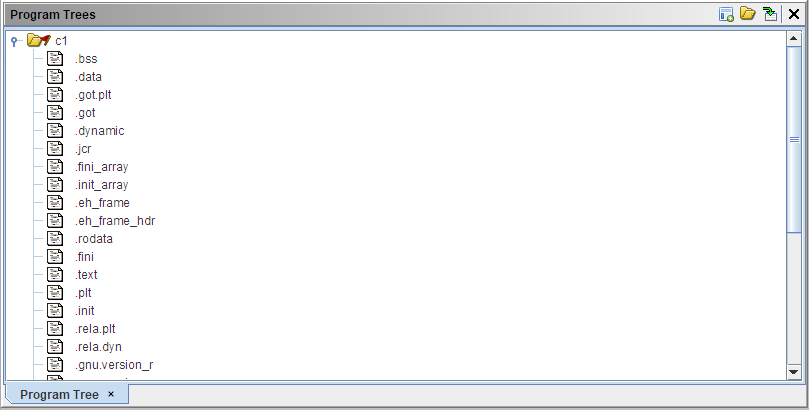 Program Trees
c1
.bss
.data
.got.plt
.got
.dynamic
.jcr
.fini_array
.init_array
.eh_frame
.eh_frame_hdr
.rodata
.fini
.text
.plt
.init
.rela.plt
.rela.dyn
.gnu.version_r
Program Tree ×